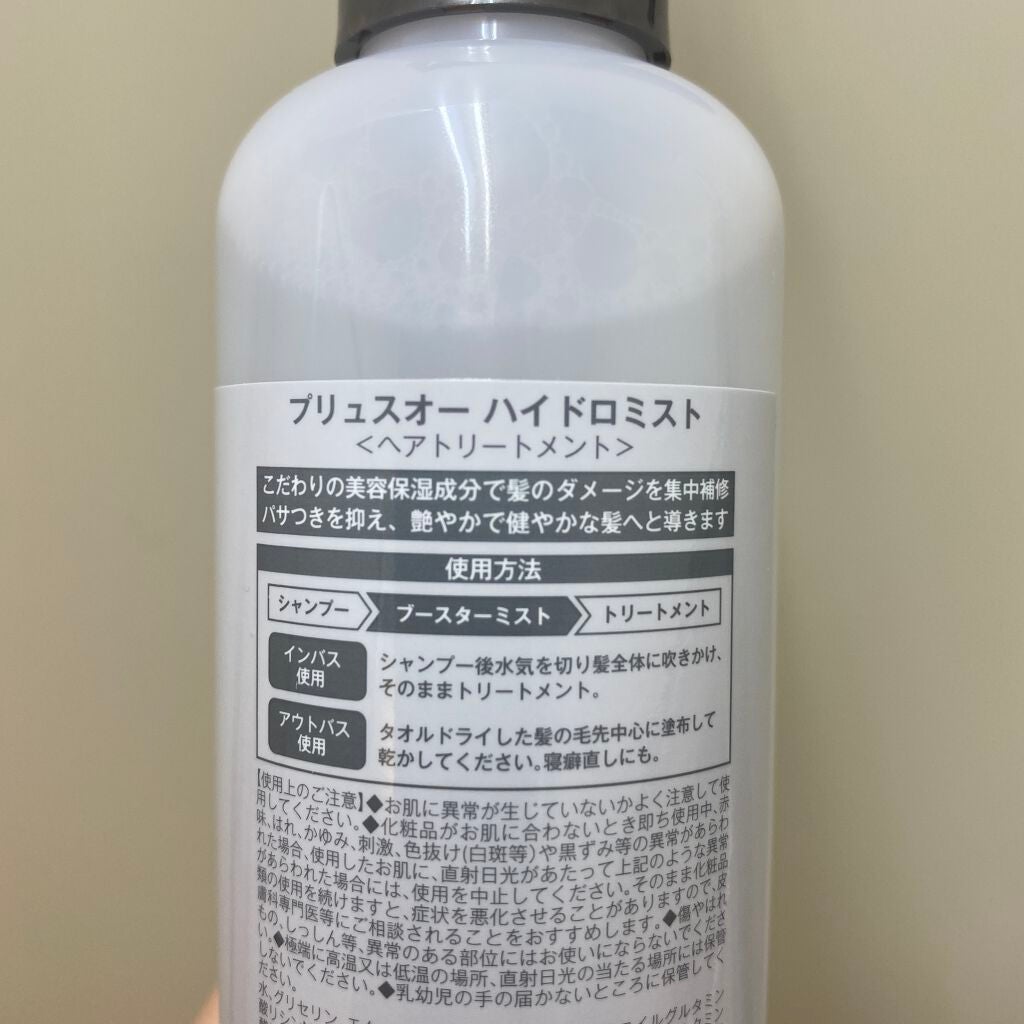 プリュスオー ハイドロミスト
＜ヘアトリートメント＞
こだわりの美容保湿成分で髪のダメージを集中補修
パサつきを抑え、艶やかで健やかな髪へと導きます
使用方法
シャンプー ブースターミスト トリートメント
インバス
使用
シャンプー後水気を切り髪全体に吹きかけ、
そのままトリートメント。
アウトバス
使用
タオルドライした髪の毛先中心に塗布して
乾かしてください。寝癖直しにも。
【使用上のご注意】◆お肌に異常が生じていないかよく注意して使
用してください。◆化粧品がお肌に合わないとき即ち使用中、赤
味、はれ、かゆみ、刺激、色抜け(白斑等)や黒ずみ等の異常があらわ
れた場合、使用したお肌に、直射日光があたって上記のような異常
があらわれた場合には、使用を中止してください。そのまま化粧品
類の使用を続けますと、症状を悪化させることがありますので、皮
膚科専門医等にご相談されることをおすすめします。◆傷やはれ
もの、しっしん等、異常のある部位にはお使いにならないでくださ
い。◆極端に高温又は低温の場所、直射日光の当たる場所には保管
しないでください。◆乳幼児の手の届かないところに保管してく
ださい。
水、グリセリン、エ イルグルタミン
酸リジン